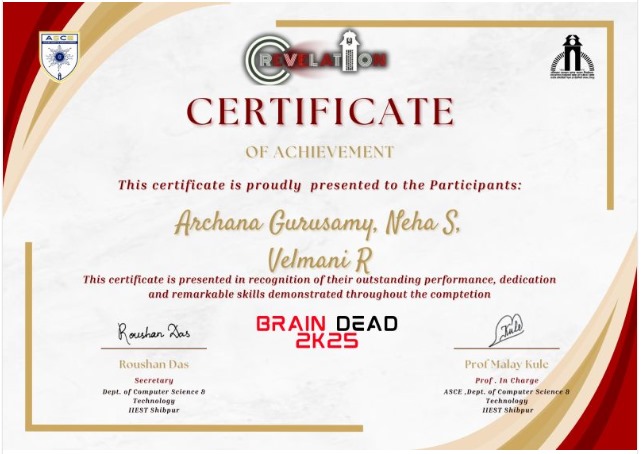 ASCE
REVELATION
CERTIFICATE
OF ACHIEVEMENT
This certificate is proudly presented to the Participants:
Archana Gurusamy, Neha S,
Velmani R
This certificate is presented in recognition of their outstanding performance, dedication
and remarkable skills demonstrated throughout the comptetion
BRAIN DEAD
2K25
Roushan Das
Roushan Das
Secretary
Dept. of Computer Science &
Technology
IIEST Shibpur
Kule
Prof Malay Kule
Prof . In Charge
ASCE ,Dept. of Computer Science &
Technology
IIEST Shibpur